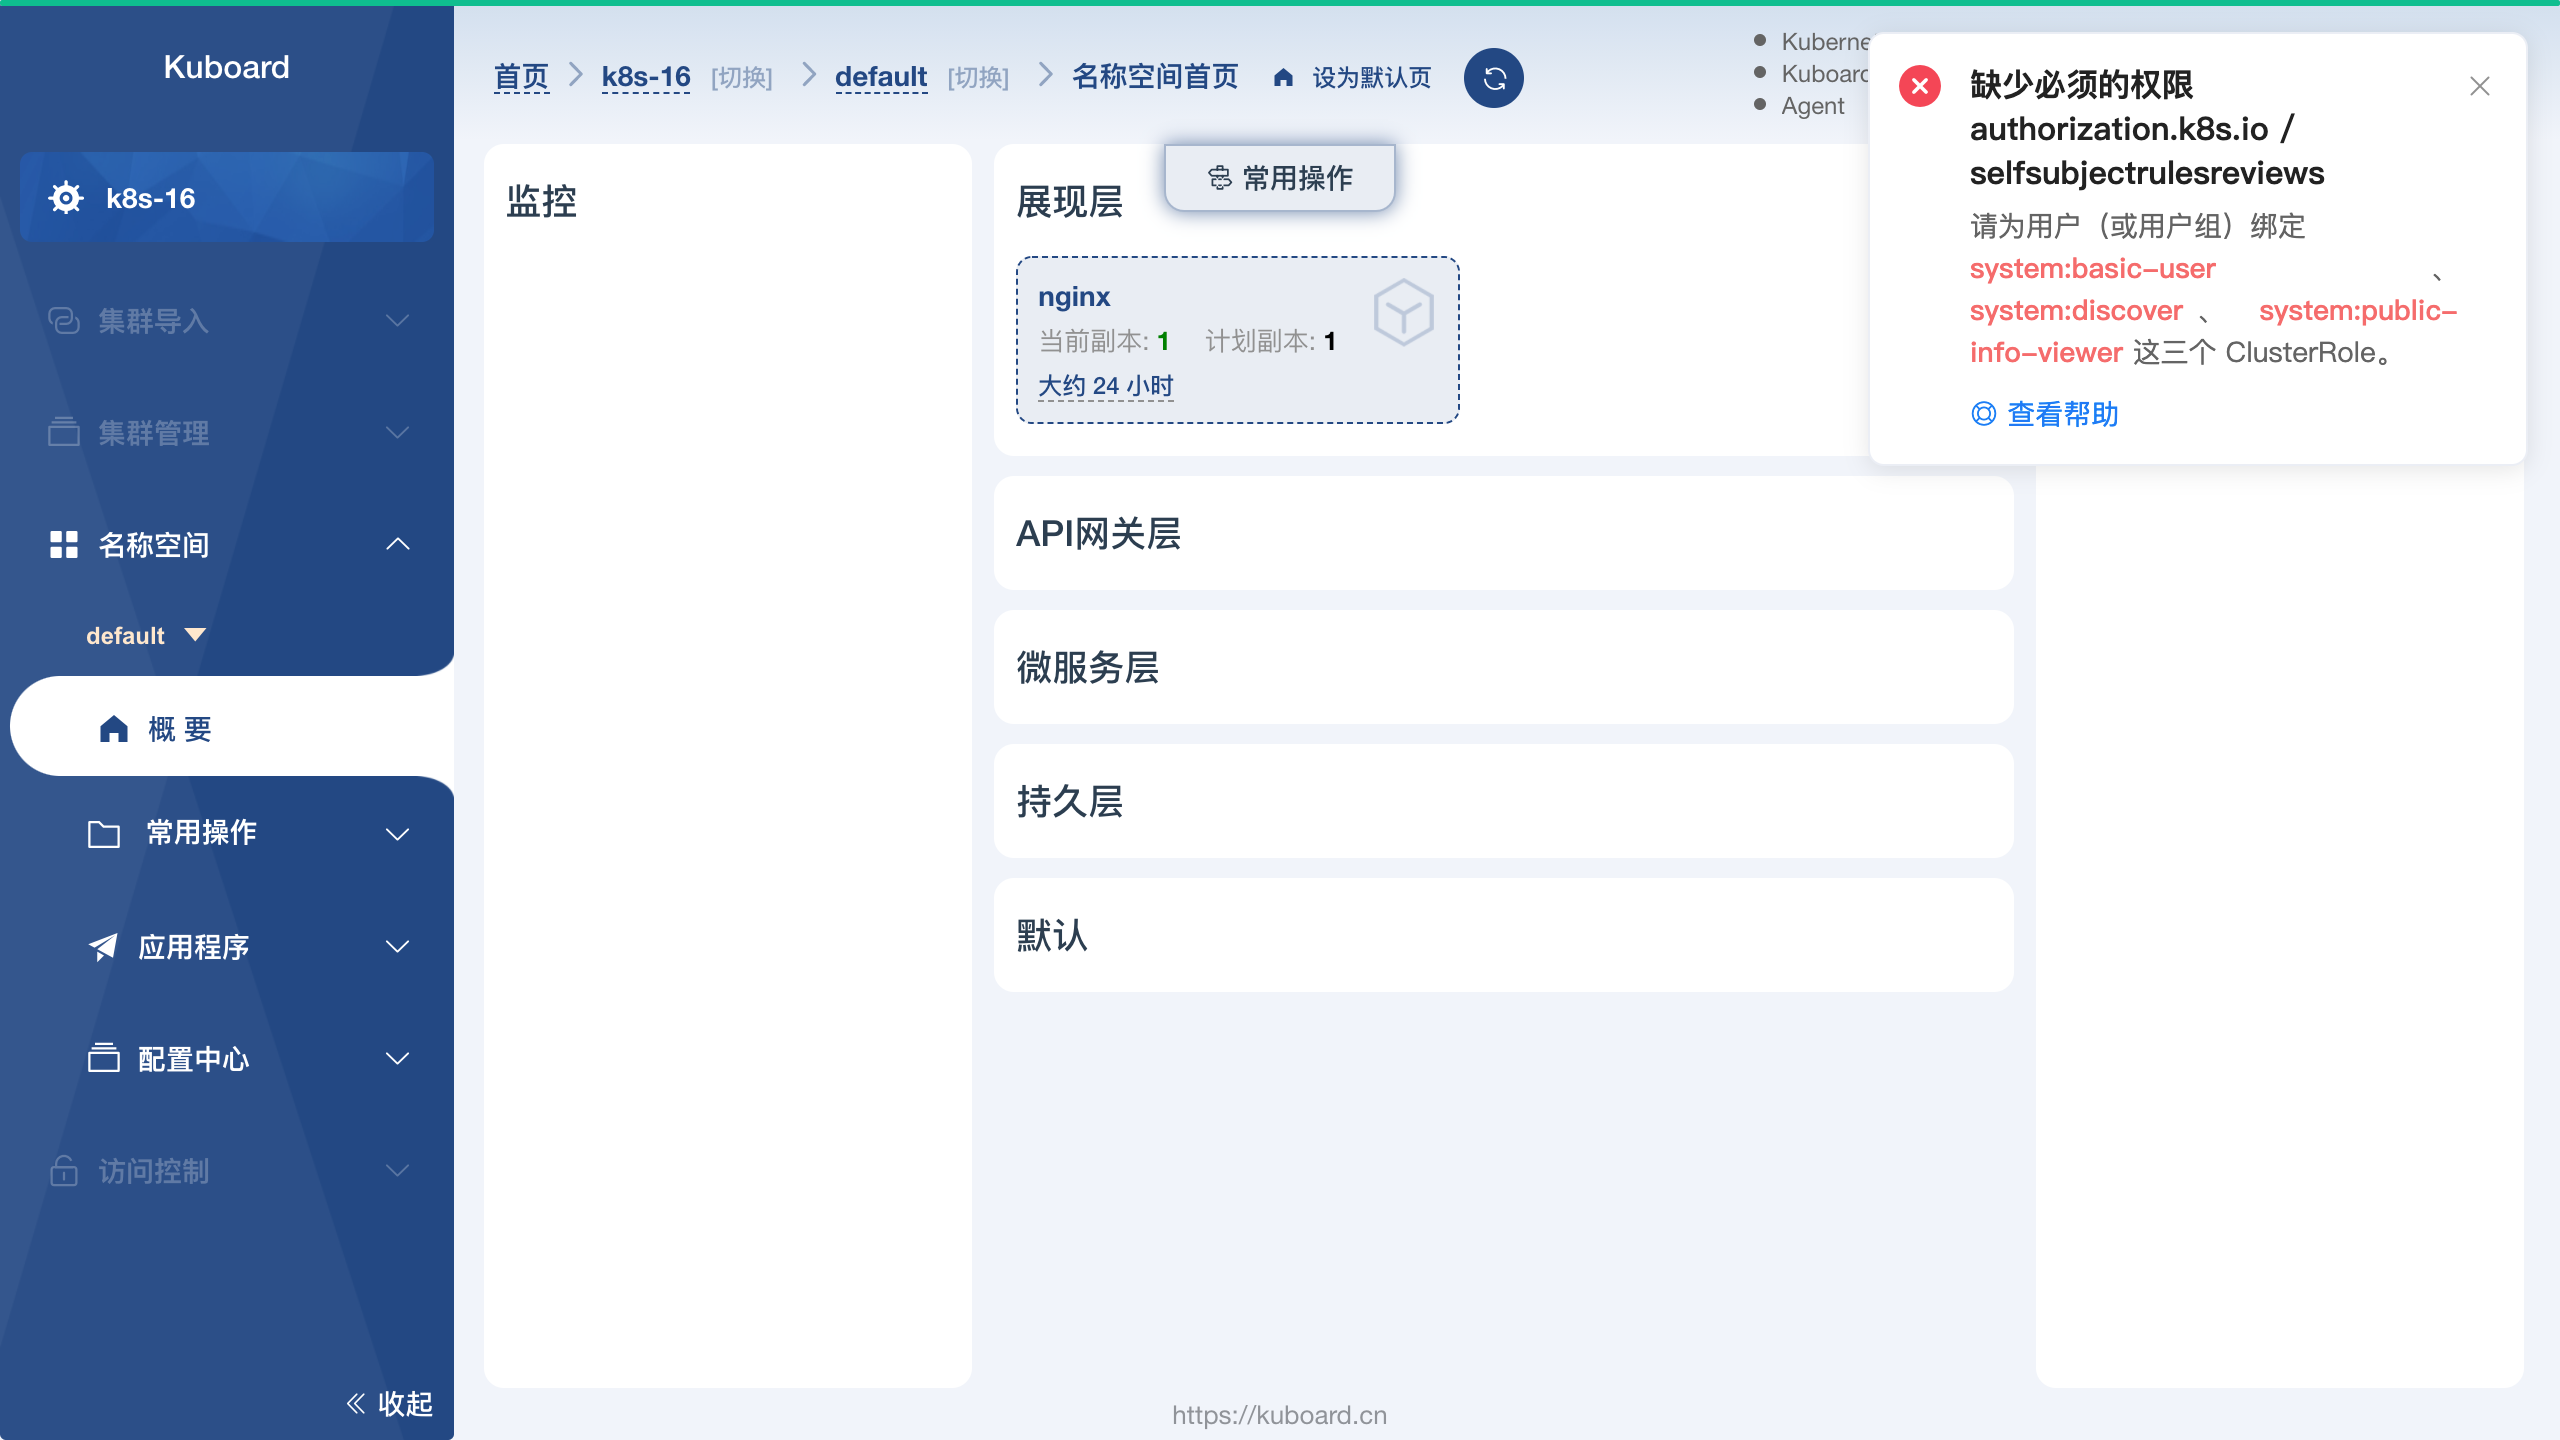 Kuboard
k8s-16
集群导入
集群管理
名称空间
default
概 要
常用操作
应用程序
配置中心
访问控制
收起
首页
k8s-16 [切换]
default [切换]
名称空间首页
设为默认页
Kuberne
Kuboard
Agent
监控
展现层
常用操作
nginx
当前副本: 1 计划副本: 1
大约 24 小时
API网关层
微服务层
持久层
默认
缺少必须的权限
authorization.k8s.io /
selfsubjectrulesreviews
请为用户（或用户组）绑定
system:basic-user 、
system:discover 、 system:public-
info-viewer 这三个 ClusterRole。
查看帮助
https://kuboard.cn